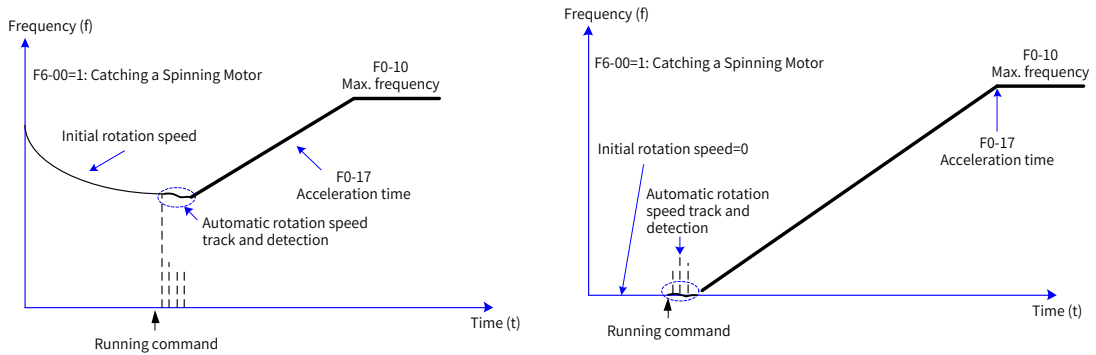 Frequency (f)
F6-00=1: Catching a Spinning Motor
F0-10
Max. frequency
Initial rotation speed
F0-17
Acceleration time
Automatic rotation speed
track and detection
Time (t)
Running command
Frequency (f)
F6-00=1: Catching a Spinning Motor
F0-10
Max. frequency
Initial rotation speed=0
F0-17
Acceleration time
Automatic rotation
speed track and
detection
Time (t)
Running command